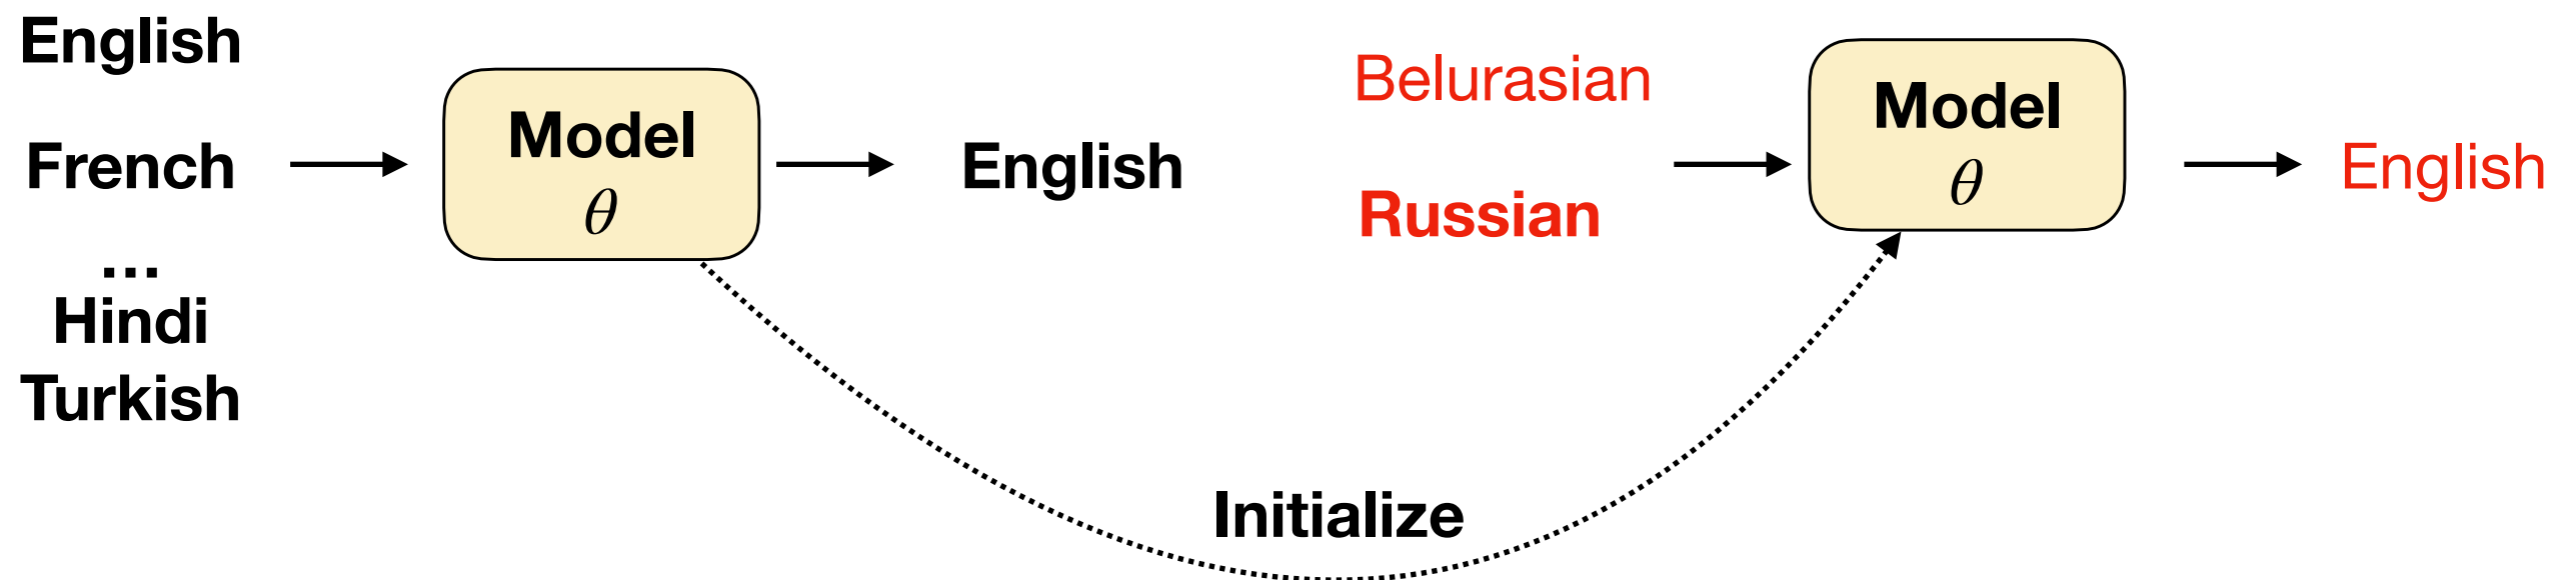 English
French
...
Hindi
Turkish
Model
θ
English
Belurasian
Russian
Model
θ
English
Initialize